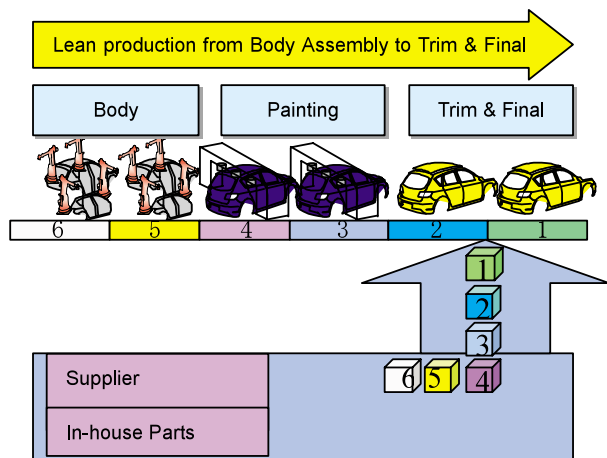 Lean production from Body Assembly to Trim & Final
Body Painting Trim & Final
6 5 4 3 2 1
1
2
3
6 5 4
Supplier
In-house Parts